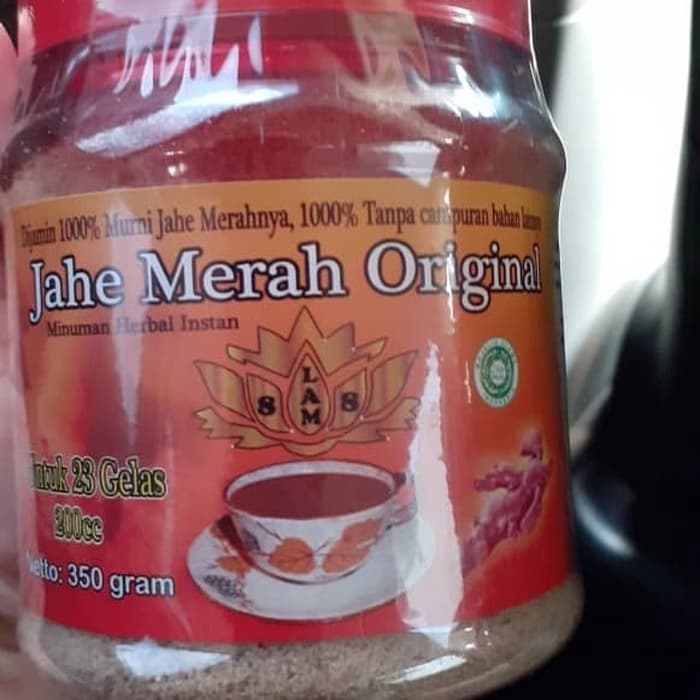 Dijamin 1000% Murni Jahe Merahnya, 1000% Tanpa campuran bahan lainnya
Jahe Merah Original
Minuman Herbal Instan
8 LAM 8
Untuk 23 Gelas
200cc
Netto: 350 gram